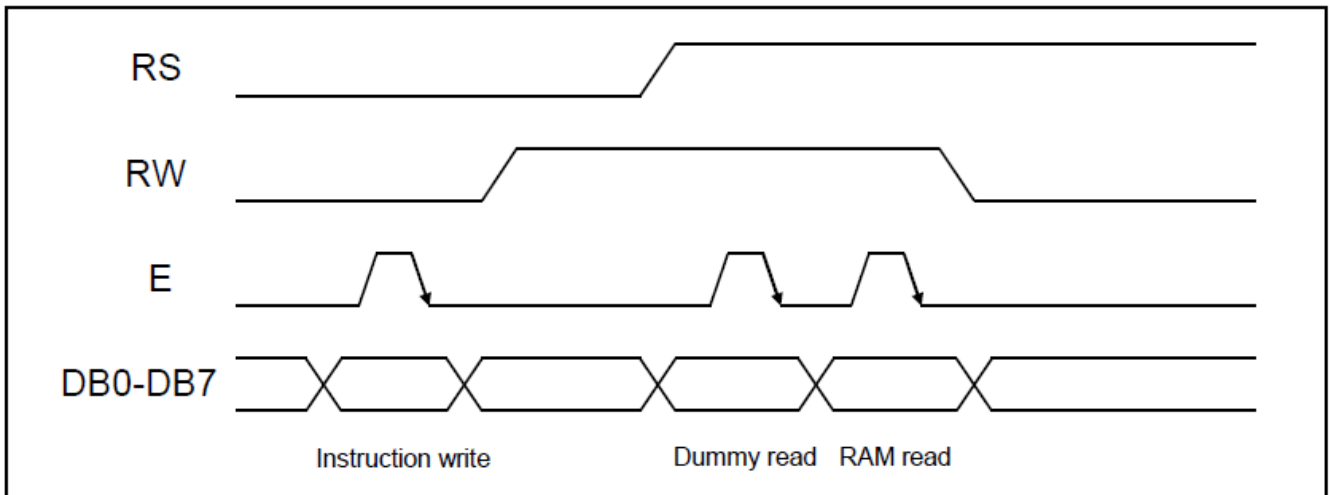 RS
RW
E
DB0-DB7
Instruction write
Dummy read
RAM read